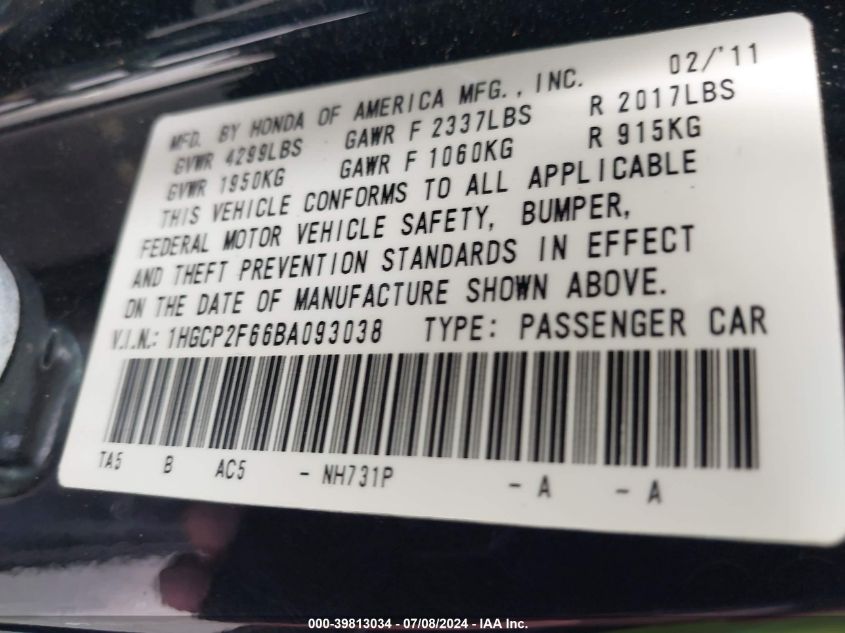 MFD. BY HONDA OF AMERICA MFG., INC. 02/'11
GVWR 4299LBS GAWR F 2337LBS R 2017LBS
GVWR 1950KG GAWR F 1060KG R 915KG
THIS VEHICLE CONFORMS TO ALL APPLICABLE
FEDERAL MOTOR VEHICLE SAFETY, BUMPER,
AND THEFT PREVENTION STANDARDS IN EFFECT
ON THE DATE OF MANUFACTURE SHOWN ABOVE.
V.I.N.: 1HGCP2F66BA093038 TYPE: PASSENGER CAR
TA5 B AC5 - NH731P - A - A
000-39813034 - 07/08/2024 - IAA Inc.